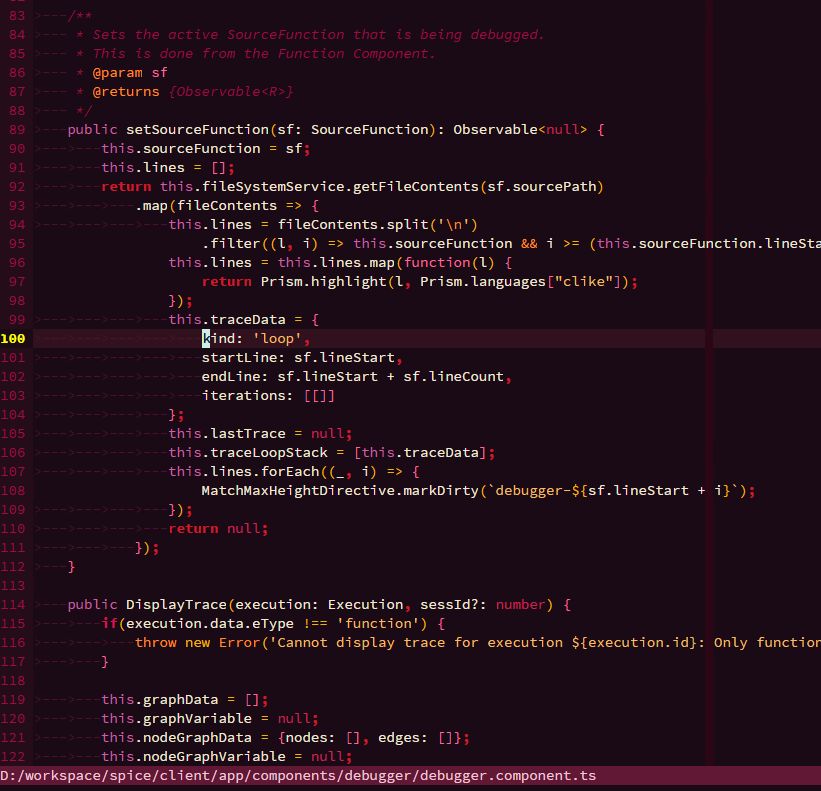 83 /**
84 * Sets the active SourceFunction that is being debugged.
85 * This is done from the Function Component.
86 * @param sf
87 * @returns {Observable<R>}
88 */
89 public setSourceFunction(sf: SourceFunction): Observable<null> {
90 this.sourceFunction = sf;
91 this.lines = [];
92 return this.fileSystemService.getFileContents(sf.sourcePath)
93 .map(fileContents => {
94 this.lines = fileContents.split('\n')
95 .filter((l, i) => this.sourceFunction && i >= (this.sourceFunction.lineSta
96 this.lines = this.lines.map(function(l) {
97 return Prism.highlight(l, Prism.languages["clike"]);
98 });
99 this.traceData = {
100 kind: 'loop',
101 startLine: sf.lineStart,
102 endLine: sf.lineStart + sf.lineCount,
103 iterations: [[]]
104 };
105 this.lastTrace = null;
106 this.traceLoopStack = [this.traceData];
107 this.lines.forEach((_, i) => {
108 MatchMaxHeightDirective.markDirty(`debugger-${sf.lineStart + i}`);
109 });
110 return null;
111 });
112 }
113
114 public DisplayTrace(execution: Execution, sessId?: number) {
115 if(execution.data.eType !== 'function') {
116 throw new Error('Cannot display trace for execution ${execution.id}: Only function
117 }
118
119 this.graphData = [];
120 this.graphVariable = null;
121 this.nodeGraphData = {nodes: [], edges: []};
122 this.nodeGraphVariable = null;
D:/workspace/spice/client/app/components/debugger/debugger.component.ts